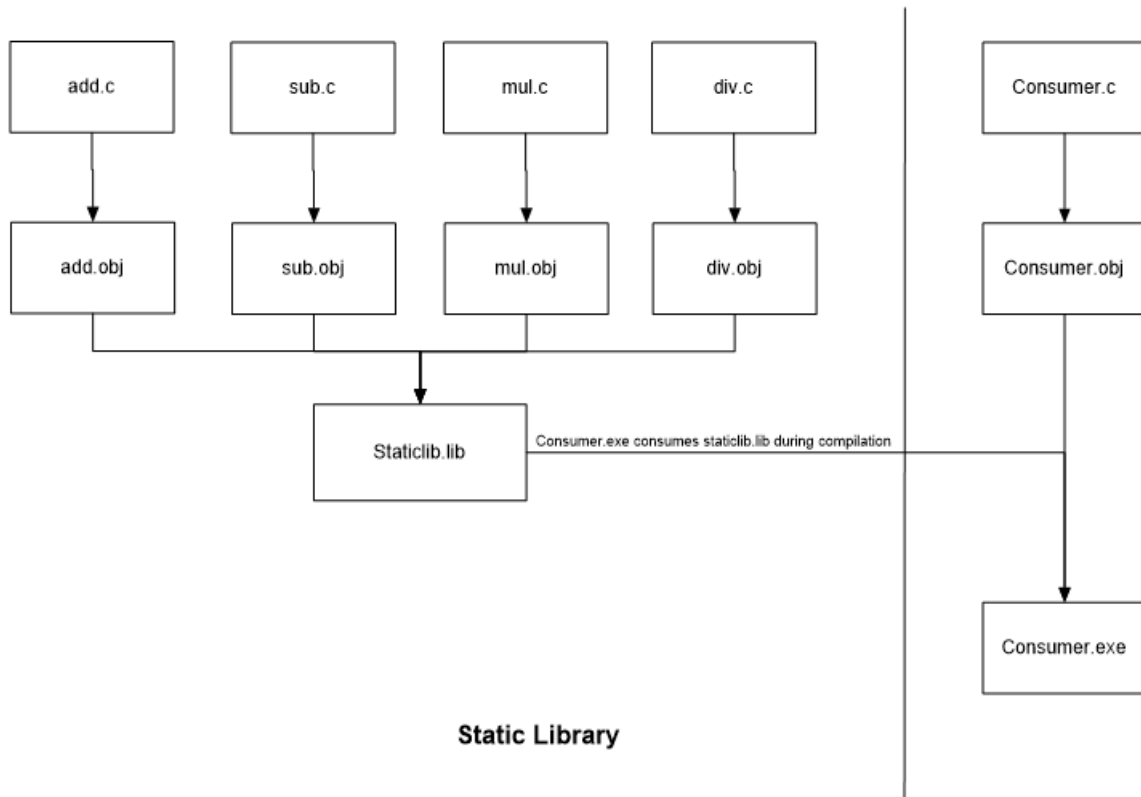 add.c
sub.c
mul.c
div.c
Consumer.c
add.obj
sub.obj
mul.obj
div.obj
Consumer.obj
Staticlib.lib
Consumer.exe consumes staticlib.lib during compilation
Consumer.exe
Static Library